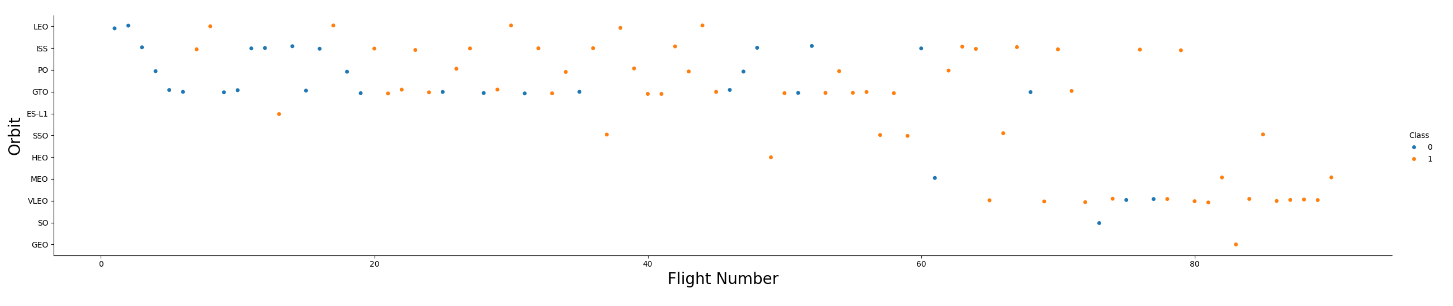 LEO
ISS
PO
GTO
ES-L1
SSO
HEO
MEO
VLEO
SO
GEO
Orbit
0 20 40 60 80
Flight Number
Class
0
1